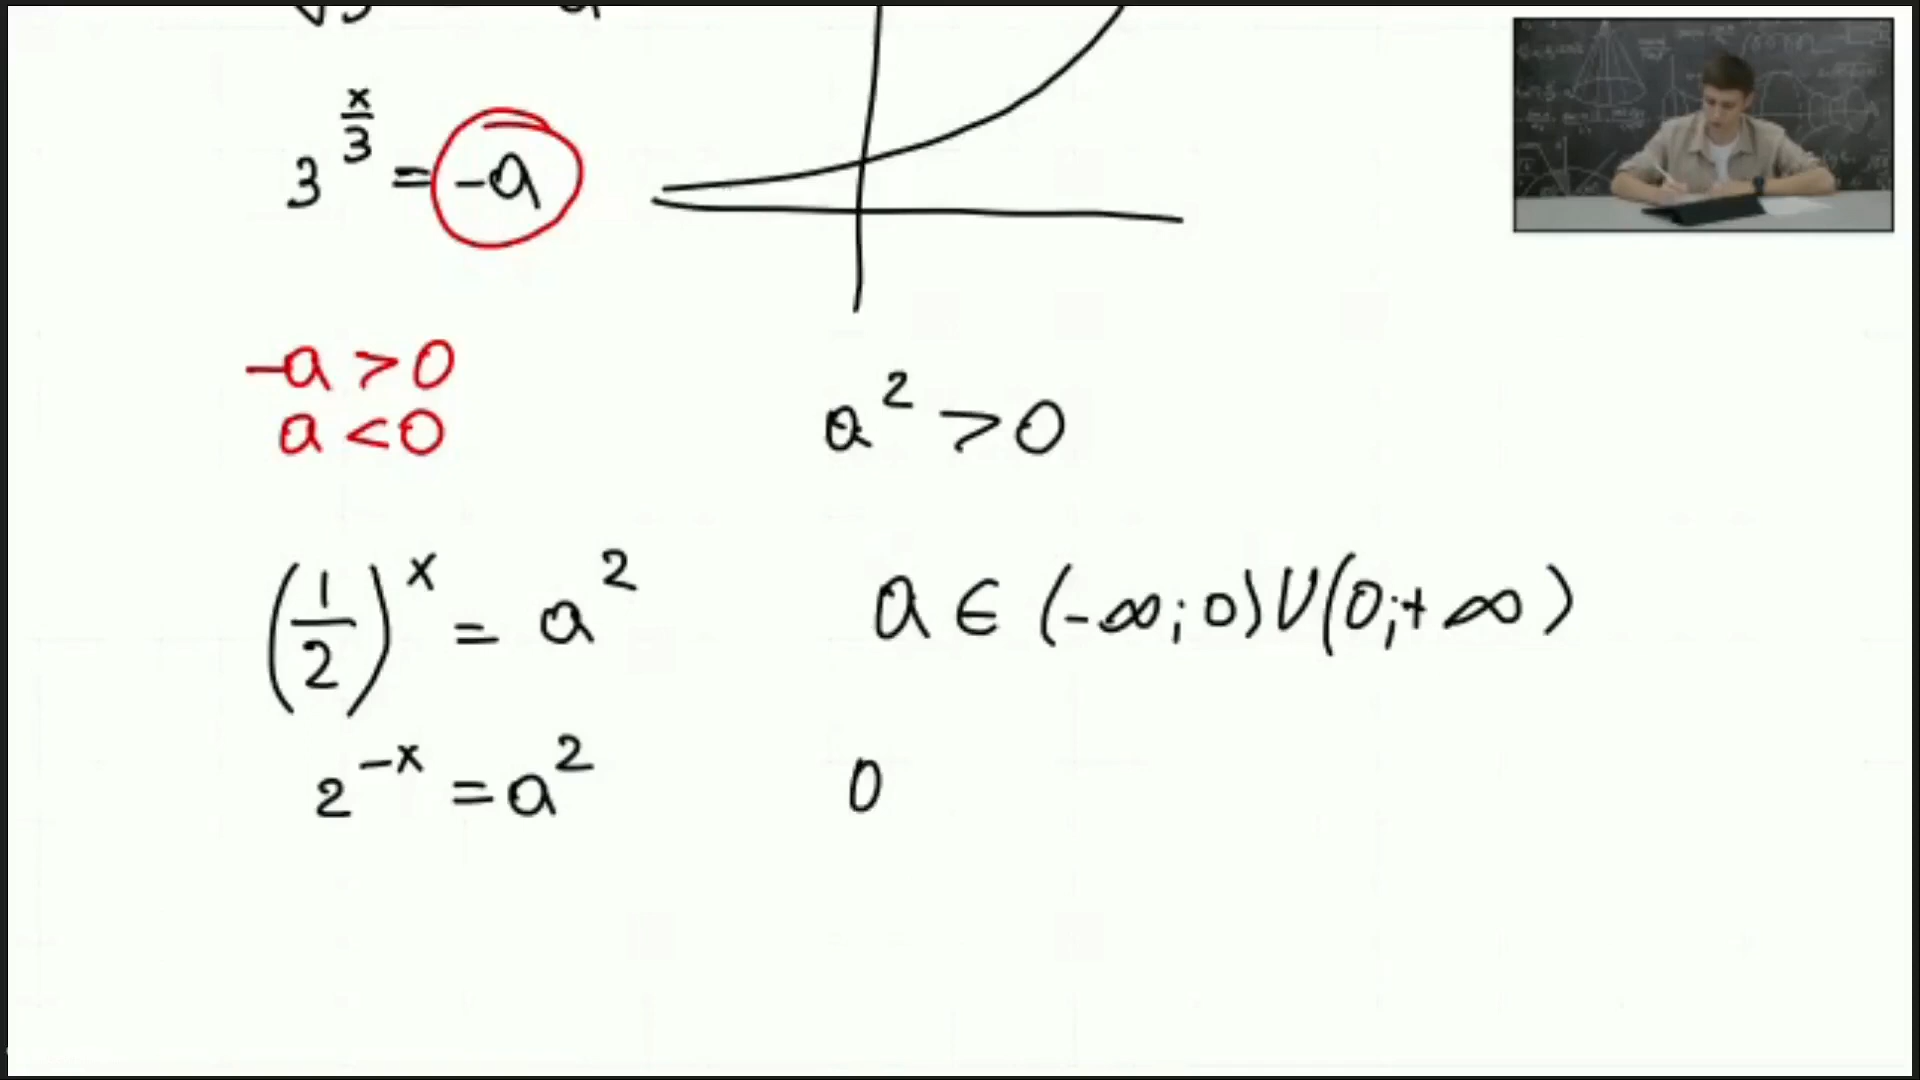 3^(x/3) = -a
-a > 0
a < 0
a² > 0
(1/2)^x = a²
a ∈ (-∞; 0) U (0; +∞)
2^(-x) = a²
0